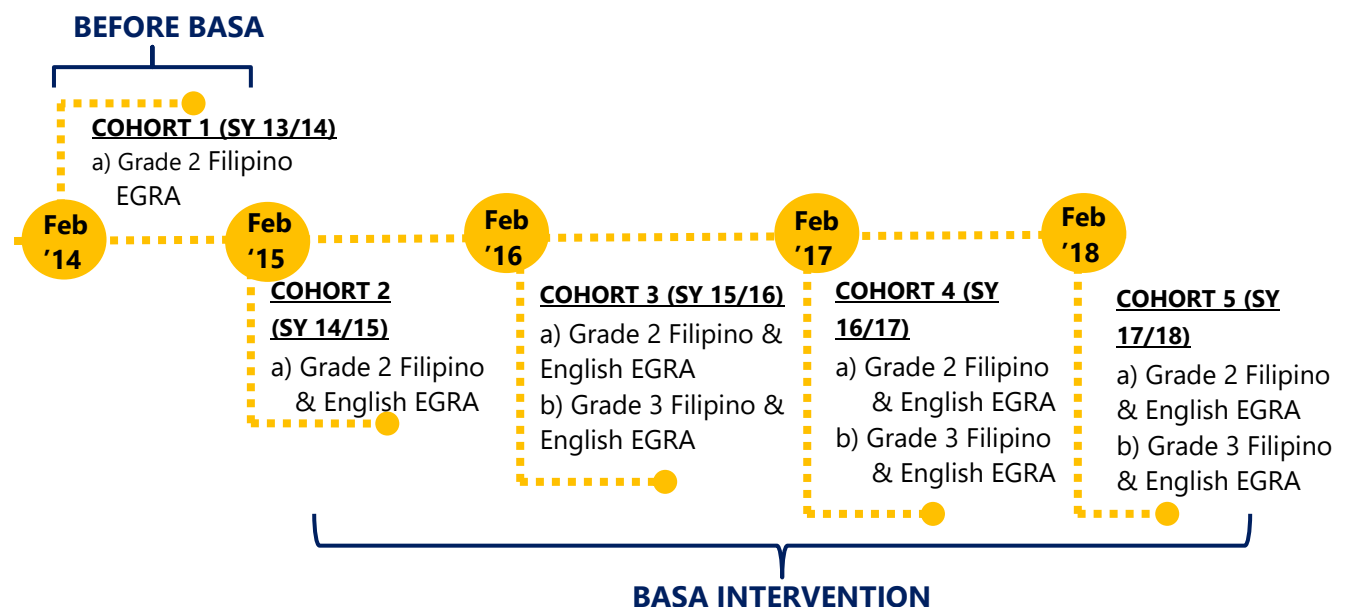 BEFORE BASA
COHORT 1 (SY 13/14)
a) Grade 2 Filipino
EGRA
Feb
’14
Feb
’15
Feb
’16
Feb
’17
Feb
’18
COHORT 2
(SY 14/15)
a) Grade 2 Filipino
& English EGRA
COHORT 3 (SY 15/16)
a) Grade 2 Filipino &
English EGRA
b) Grade 3 Filipino &
English EGRA
COHORT 4 (SY
16/17)
a) Grade 2 Filipino
& English EGRA
b) Grade 3 Filipino
& English EGRA
COHORT 5 (SY
17/18)
a) Grade 2 Filipino
& English EGRA
b) Grade 3 Filipino
& English EGRA
BASA INTERVENTION